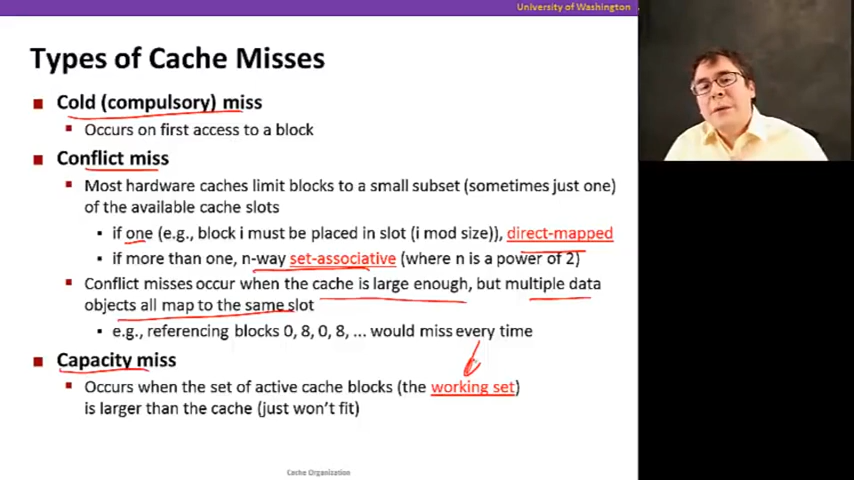 University of Washington
Types of Cache Misses
Cold (compulsory) miss
Occurs on first access to a block
Conflict miss
Most hardware caches limit blocks to a small subset (sometimes just one)
of the available cache slots
if one (e.g., block i must be placed in slot (i mod size)), direct-mapped
if more than one, n-way set-associative (where n is a power of 2)
Conflict misses occur when the cache is large enough, but multiple data
objects all map to the same slot
e.g., referencing blocks 0, 8, 0, 8, ... would miss every time
Capacity miss
Occurs when the set of active cache blocks (the working set)
is larger than the cache (just won't fit)
Cache Organization